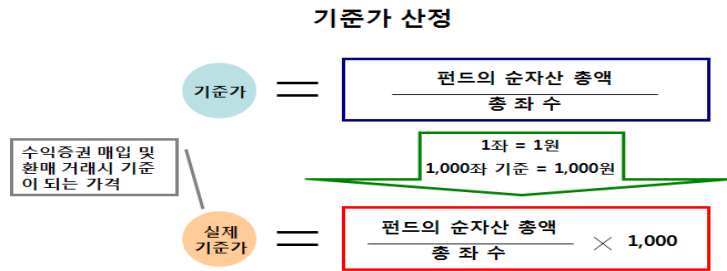 기준가 산정
기준가
펀드의 순자산 총액
총 좌 수
1좌 = 1원
1,000좌 기준 = 1,000원
수익증권 매입 및
환매 거래시 기준
이 되는 가격
실제
기준가
펀드의 순자산 총액
총 좌 수
× 1,000